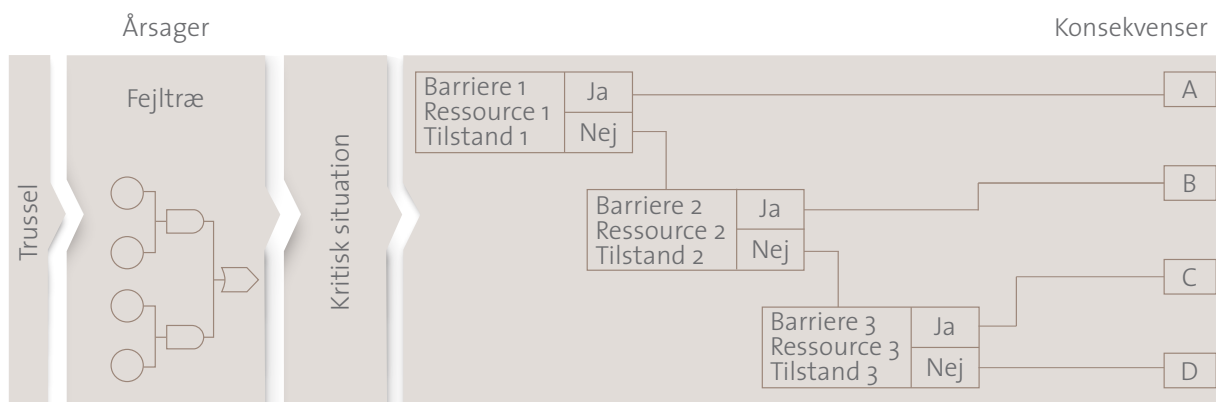 Årsager
Konsekvenser
Trussel
Fejltræ
Kritisk situation
Barriere 1
Ressource 1
Tilstand 1
Ja
Nej
A
Barriere 2
Ressource 2
Tilstand 2
Ja
Nej
B
Barriere 3
Ressource 3
Tilstand 3
Ja
Nej
C
D